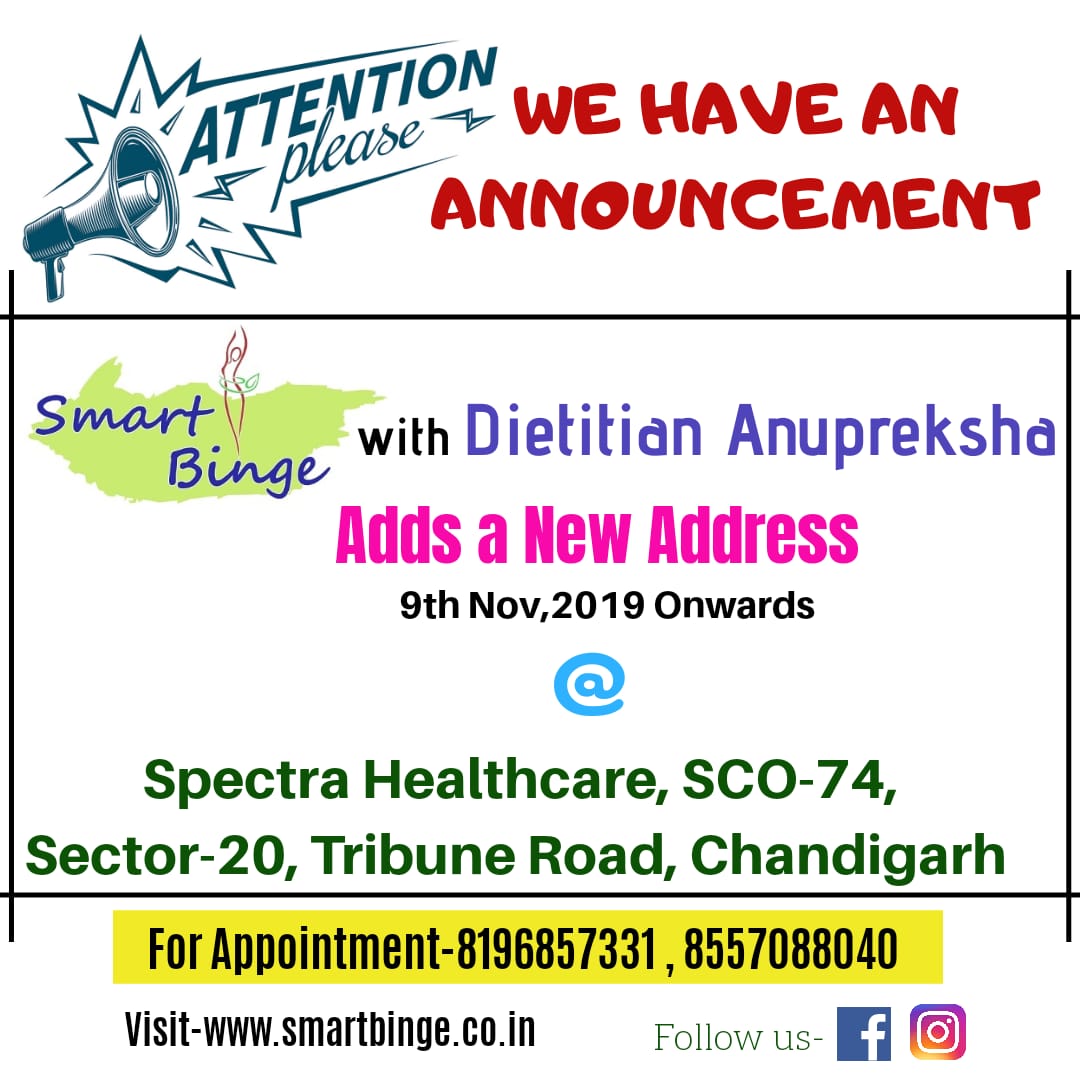 ATTENTION
please
WE HAVE AN
ANNOUNCEMENT
Smart
Binge
with Dietitian Anupreksha
Adds a New Address
9th Nov,2019 Onwards
@
Spectra Healthcare, SCO-74,
Sector-20, Tribune Road, Chandigarh
For Appointment-8196857331 , 8557088040
Visit-www.smartbinge.co.in
Follow us-